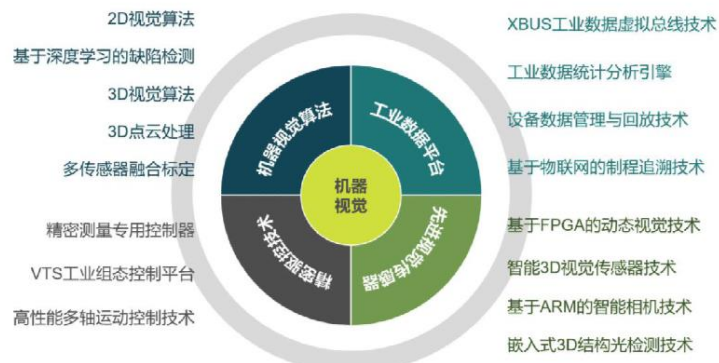 2D视觉算法
基于深度学习的缺陷检测
3D视觉算法
3D点云处理
多传感器融合标定
精密测量专用控制器
VTS工业组态控制平台
高性能多轴运动控制技术
机器视觉算法
工业数据平台
机器
视觉
精密驱控技术
先进视觉传感器
XBUS工业数据虚拟总线技术
工业数据统计分析引擎
设备数据管理与回放技术
基于物联网的制程追溯技术
基于FPGA的动态视觉技术
智能3D视觉传感器技术
基于ARM的智能相机技术
嵌入式3D结构光检测技术